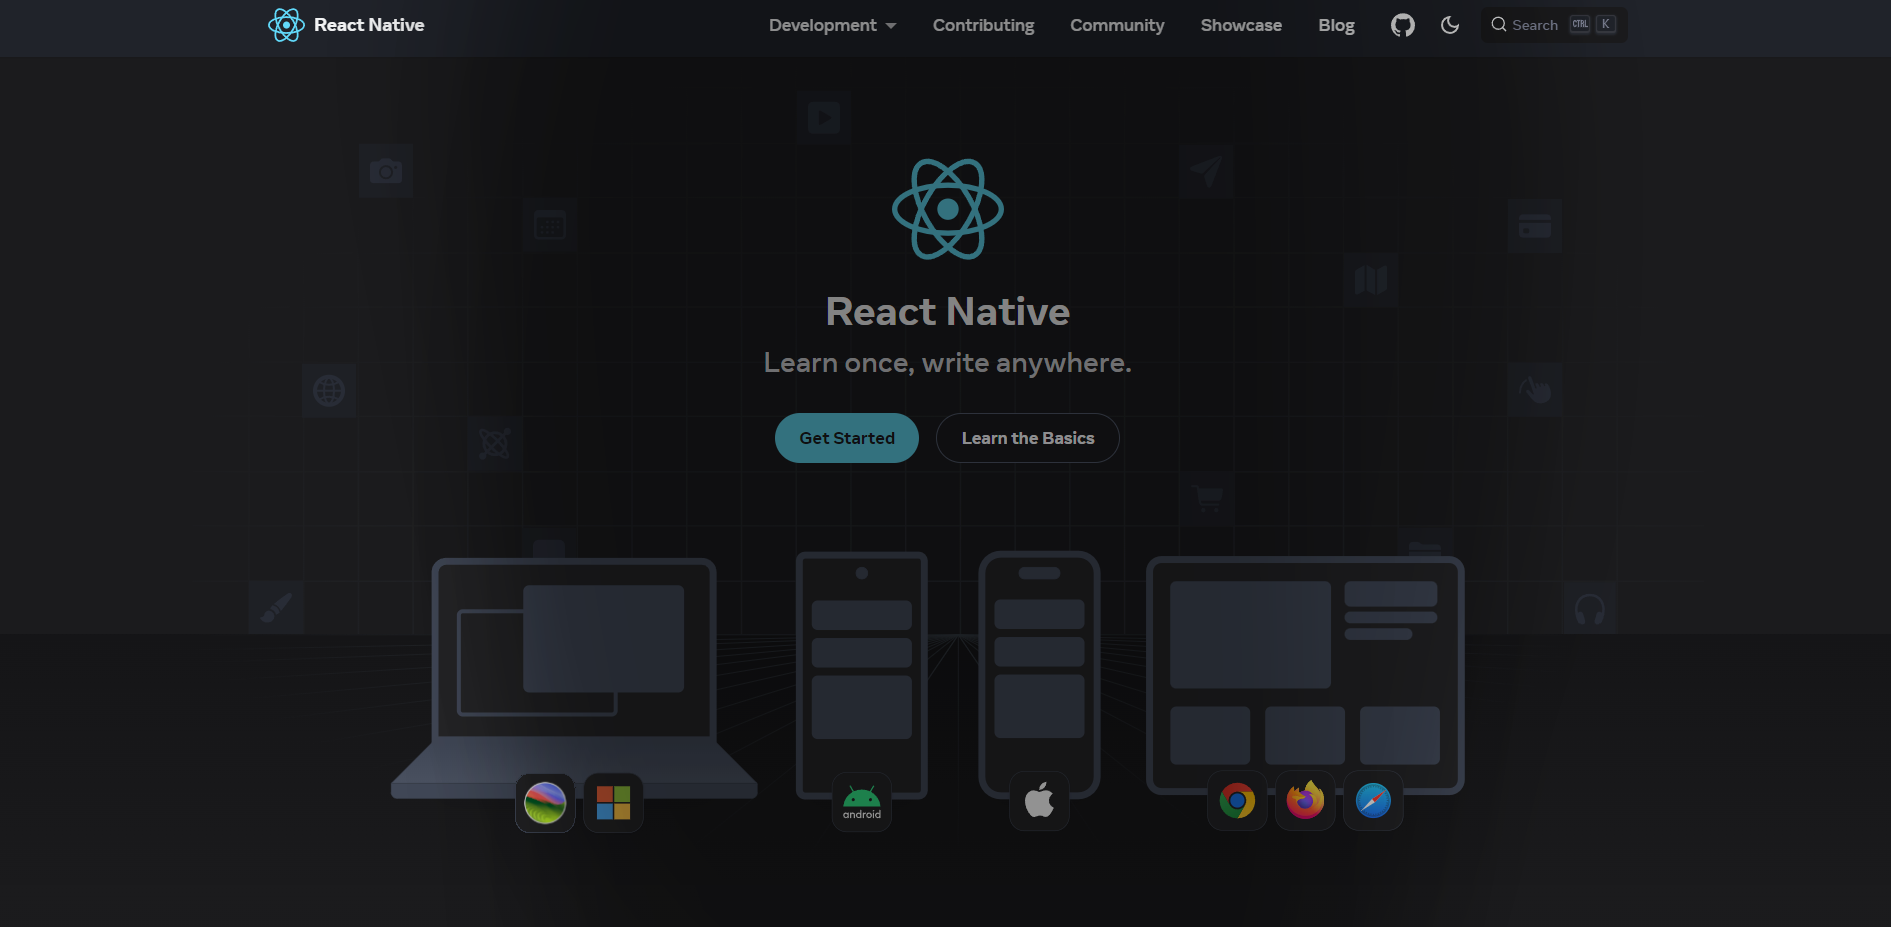 React Native
Development
Contributing
Community
Showcase
Blog
Search
CTRL
K
React Native
Learn once, write anywhere.
Get Started
Learn the Basics
android